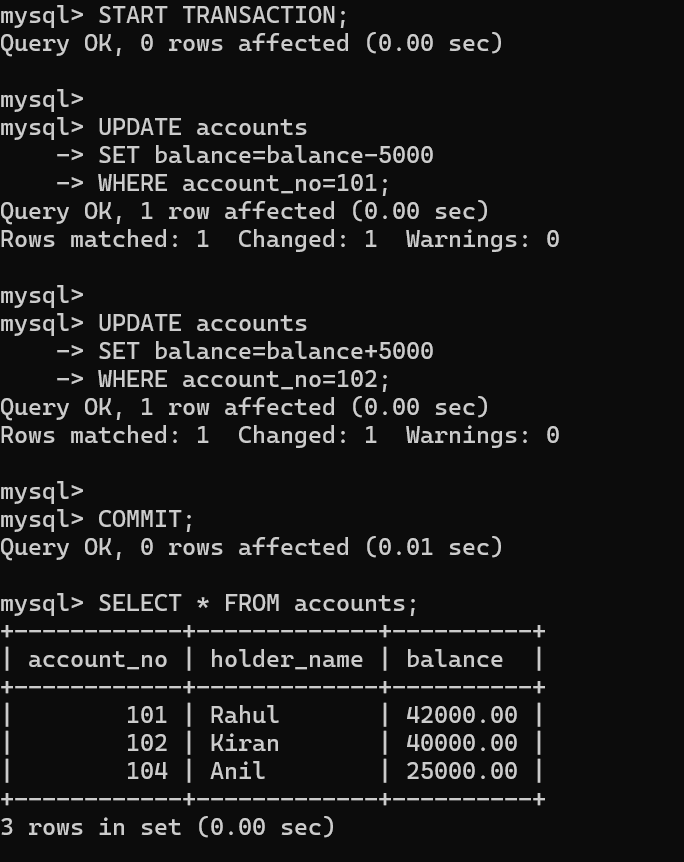 mysql> START TRANSACTION;
Query OK, 0 rows affected (0.00 sec)
mysql>
mysql> UPDATE accounts
    -> SET balance=balance-5000
    -> WHERE account_no=101;
Query OK, 1 row affected (0.00 sec)
Rows matched: 1  Changed: 1  Warnings: 0
mysql>
mysql> UPDATE accounts
    -> SET balance=balance+5000
    -> WHERE account_no=102;
Query OK, 1 row affected (0.00 sec)
Rows matched: 1  Changed: 1  Warnings: 0
mysql>
mysql> COMMIT;
Query OK, 0 rows affected (0.01 sec)
mysql> SELECT * FROM accounts;
+------------+-------------+----------+
| account_no | holder_name | balance  |
+------------+-------------+----------+
|        101 | Rahul       | 42000.00 |
|        102 | Kiran       | 40000.00 |
|        104 | Anil        | 25000.00 |
+------------+-------------+----------+
3 rows in set (0.00 sec)